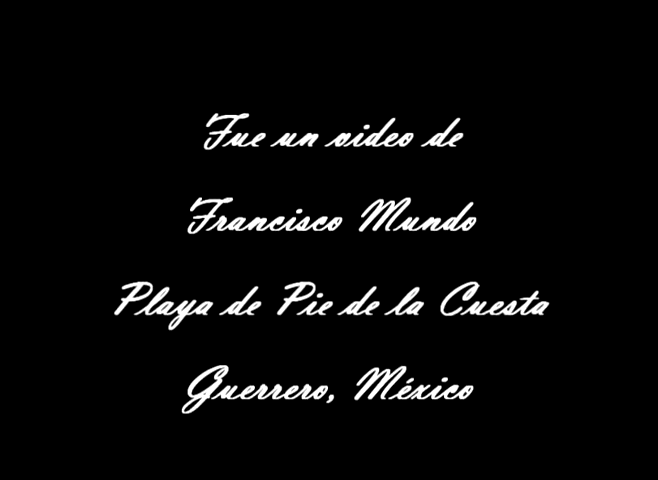 Fue un video de
Francisco Mundo
Playa de Pie de la Cuesta
Guerrero, México